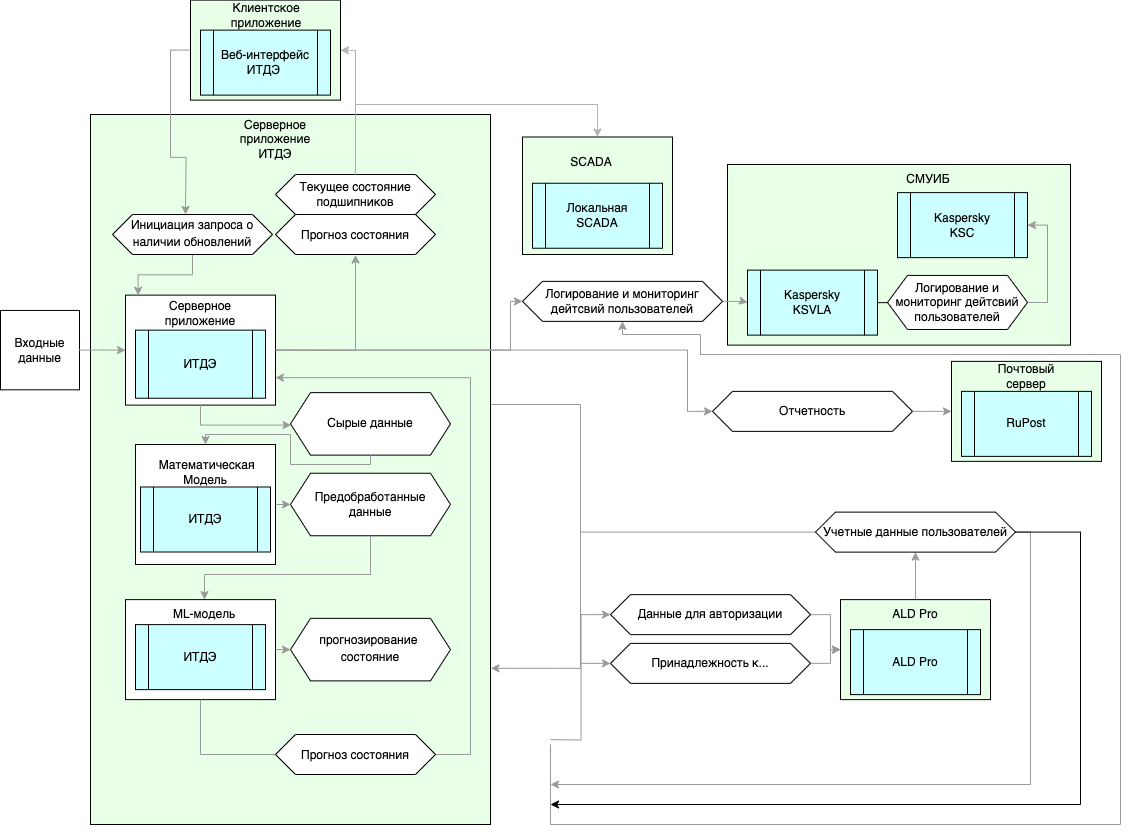 Клиентское
приложение
Веб-интерфейс
ИТДЭ
Серверное
приложение
ИТДЭ
Текущее состояние
подшипников
Инициация запроса о
наличии обновлений
Прогноз состояния
SCADA
Локальная
SCADA
СМУИБ
Kaspersky
KSC
Kaspersky
KSVLA
Логирование и
мониторинг дейтсвий
пользователей
Логирование и мониторинг
дейтсвий пользователей
Входные
данные
Серверное
приложение
ИТДЭ
Почтовый
сервер
RuPost
Отчетность
Сырые данные
Математическая
Модель
ИТДЭ
Предобработанные
данные
Учетные данные пользователей
ML-модель
ИТДЭ
прогнозирование
состояние
Данные для авторизации
Принадлежность к...
ALD Pro
ALD Pro
Прогноз состояния